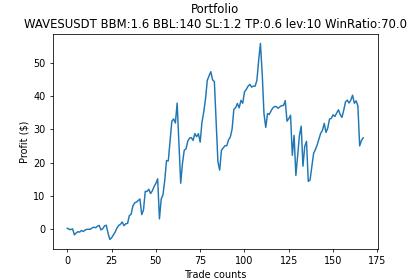 Portfolio
WAVESUSDT BBM:1.6 BBL:140 SL:1.2 TP:0.6 lev:10 WinRatio:70.0
50
40
30
20
10
0
Profit ($)
0 25 50 75 100 125 150 175
Trade counts